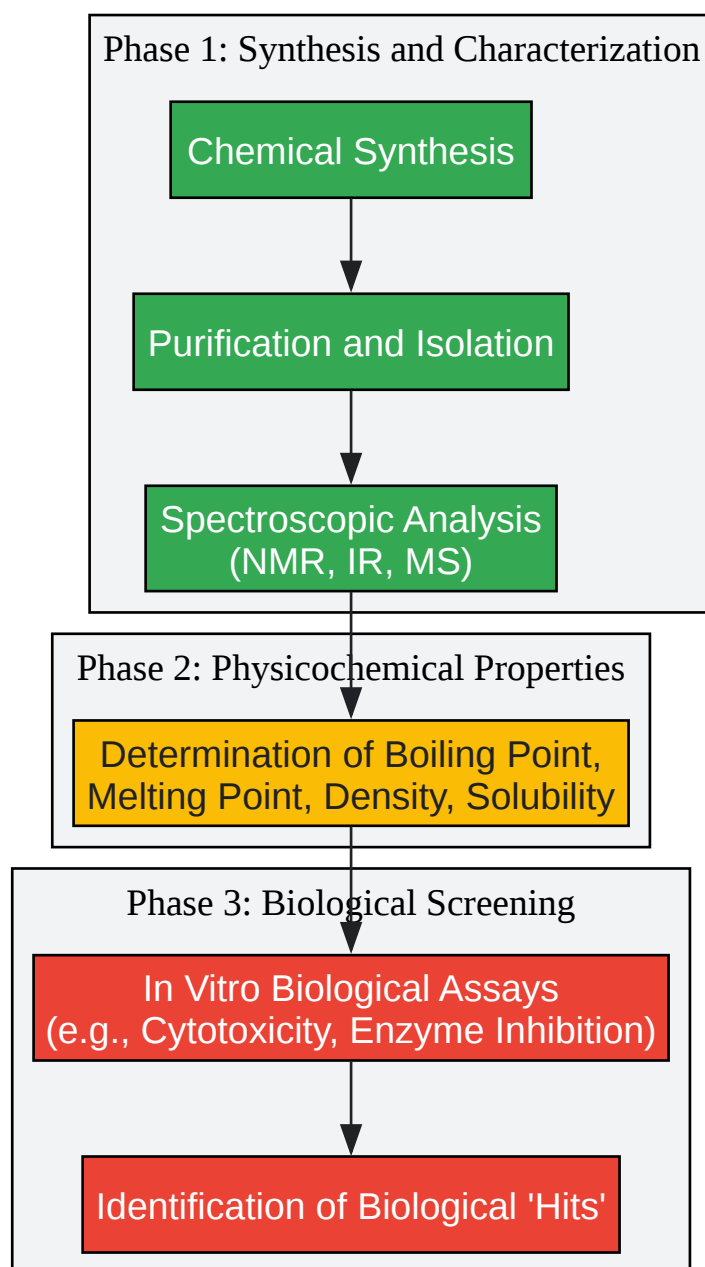 Phase 1: Synthesis and Characterization
Chemical Synthesis
Purification and Isolation
Spectroscopic Analysis
(NMR, IR, MS)
Phase 2: Physicochemical Properties
Determination of Boiling Point,
Melting Point, Density, Solubility
Phase 3: Biological Screening
In Vitro Biological Assays
(e.g., Cytotoxicity, Enzyme Inhibition)
Identification of Biological 'Hits'